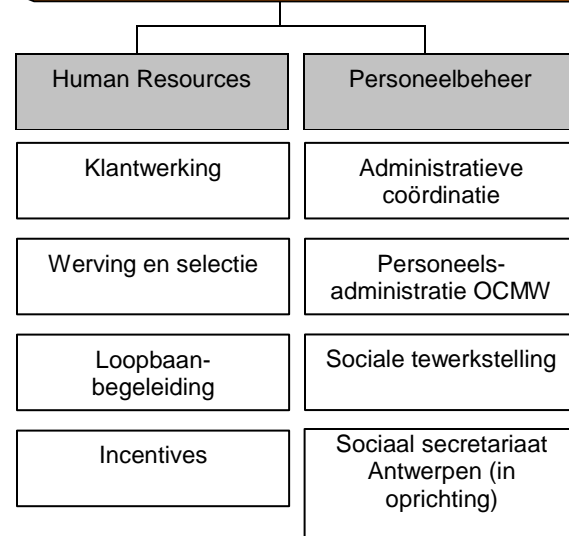 Human Resources
Personeelbeheer
Klantwerking
Administratieve
coördinatie
Werving en selectie
Personeels-
administratie OCMW
Loopbaan-
begeleiding
Sociale tewerkstelling
Incentives
Sociaal secretariaat
Antwerpen (in
oprichting)